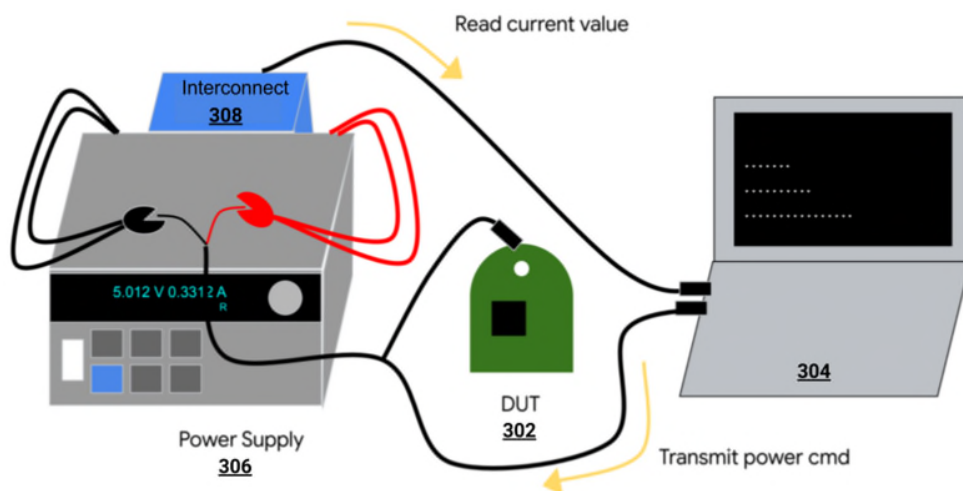 Read current value
Interconnect
308
5.012 V 0.3312 A
R
304
DUT
302
Power Supply
306
Transmit power cmd